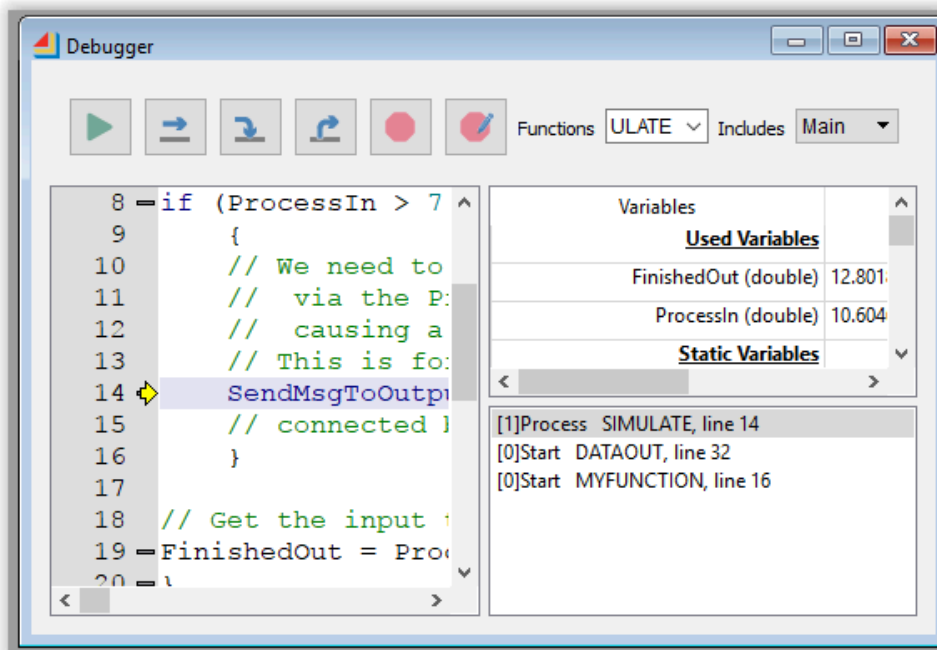 Debugger
Functions ULATE Includes Main
8 if (ProcessIn > 7
9 {
10 // We need to
11 // via the P
12 // causing a
13 // This is fo
14 SendMsgToOutp
15 // connected
16 }
17
18 // Get the input
19 FinishedOut = Proc
20 }
Variables
Used Variables
FinishedOut (double) 12.801
ProcessIn (double) 10.604
Static Variables
[1]Process SIMULATE, line 14
[0]Start DATAOUT, line 32
[0]Start MYFUNCTION, line 16